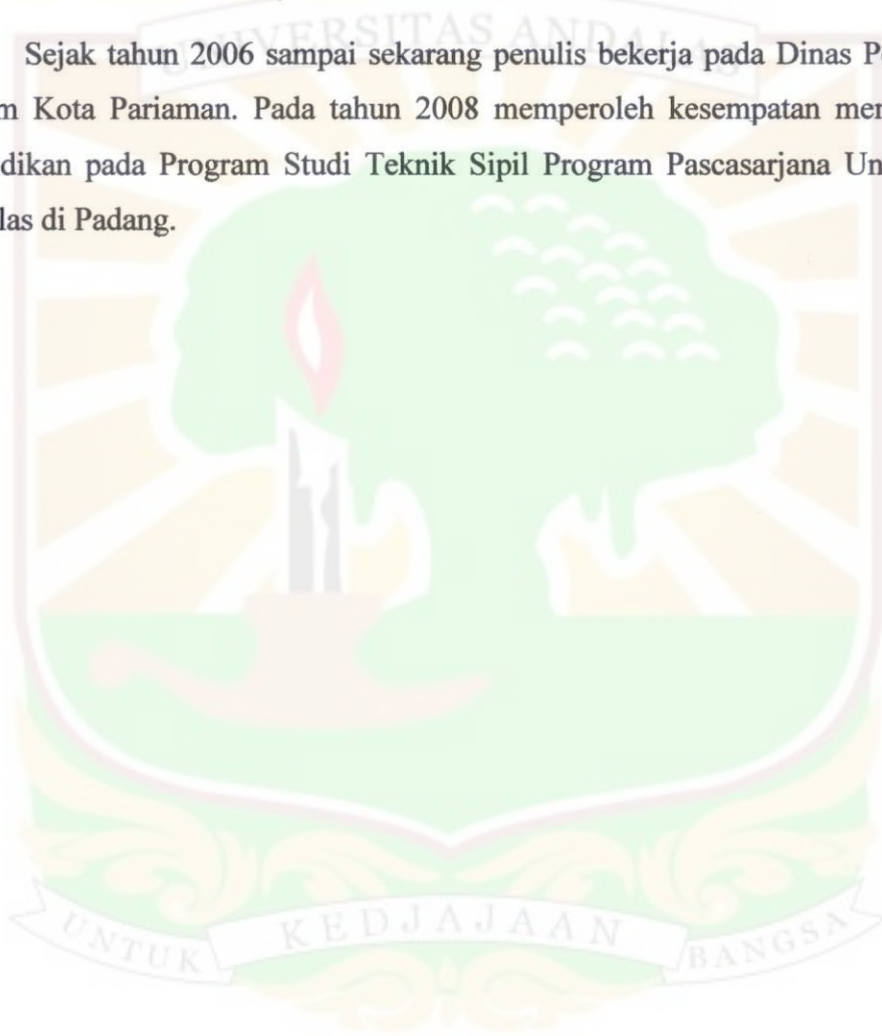 UNIVERSITAS ANDALAS
Sejak tahun 2006 sampai sekarang penulis bekerja pada Dinas P
m Kota Pariaman. Pada tahun 2008 memperoleh kesempatan mer
dikan pada Program Studi Teknik Sipil Program Pascasarjana Un
las di Padang.
UNTUK KEDJAJAAN BANGSA